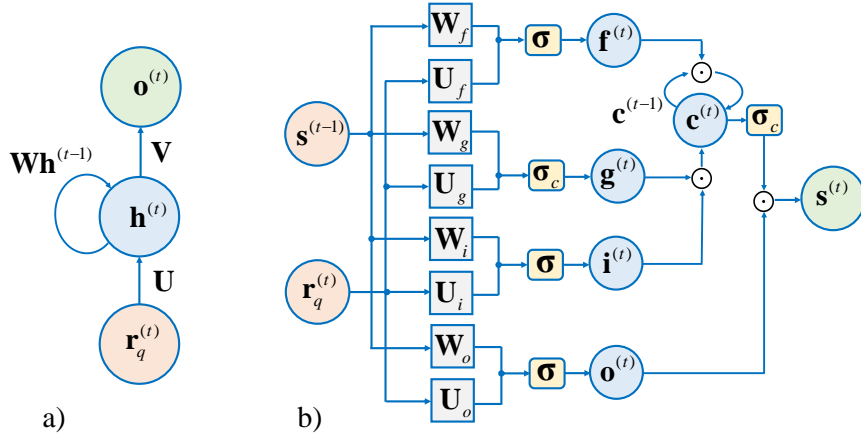 o^(t)
V
Wh^(t−1)
h^(t)
U
r_q^(t)
a)
W_f
σ
f^(t)
U_f
c^(t−1)
c^(t)
σ_c
s^(t−1)
W_g
U_g
σ_c
g^(t)
s^(t)
W_i
σ
i^(t)
r_q^(t)
U_i
W_o
σ
o^(t)
U_o
b)